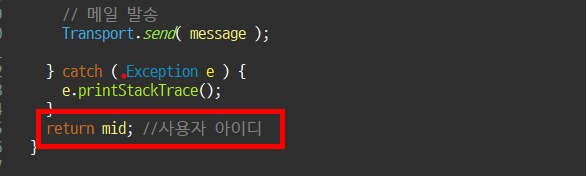 // 메일 발송
Transport.send( message );
} catch ( Exception e ) {
e.printStackTrace();
}
return mid; //사용자 아이디
}